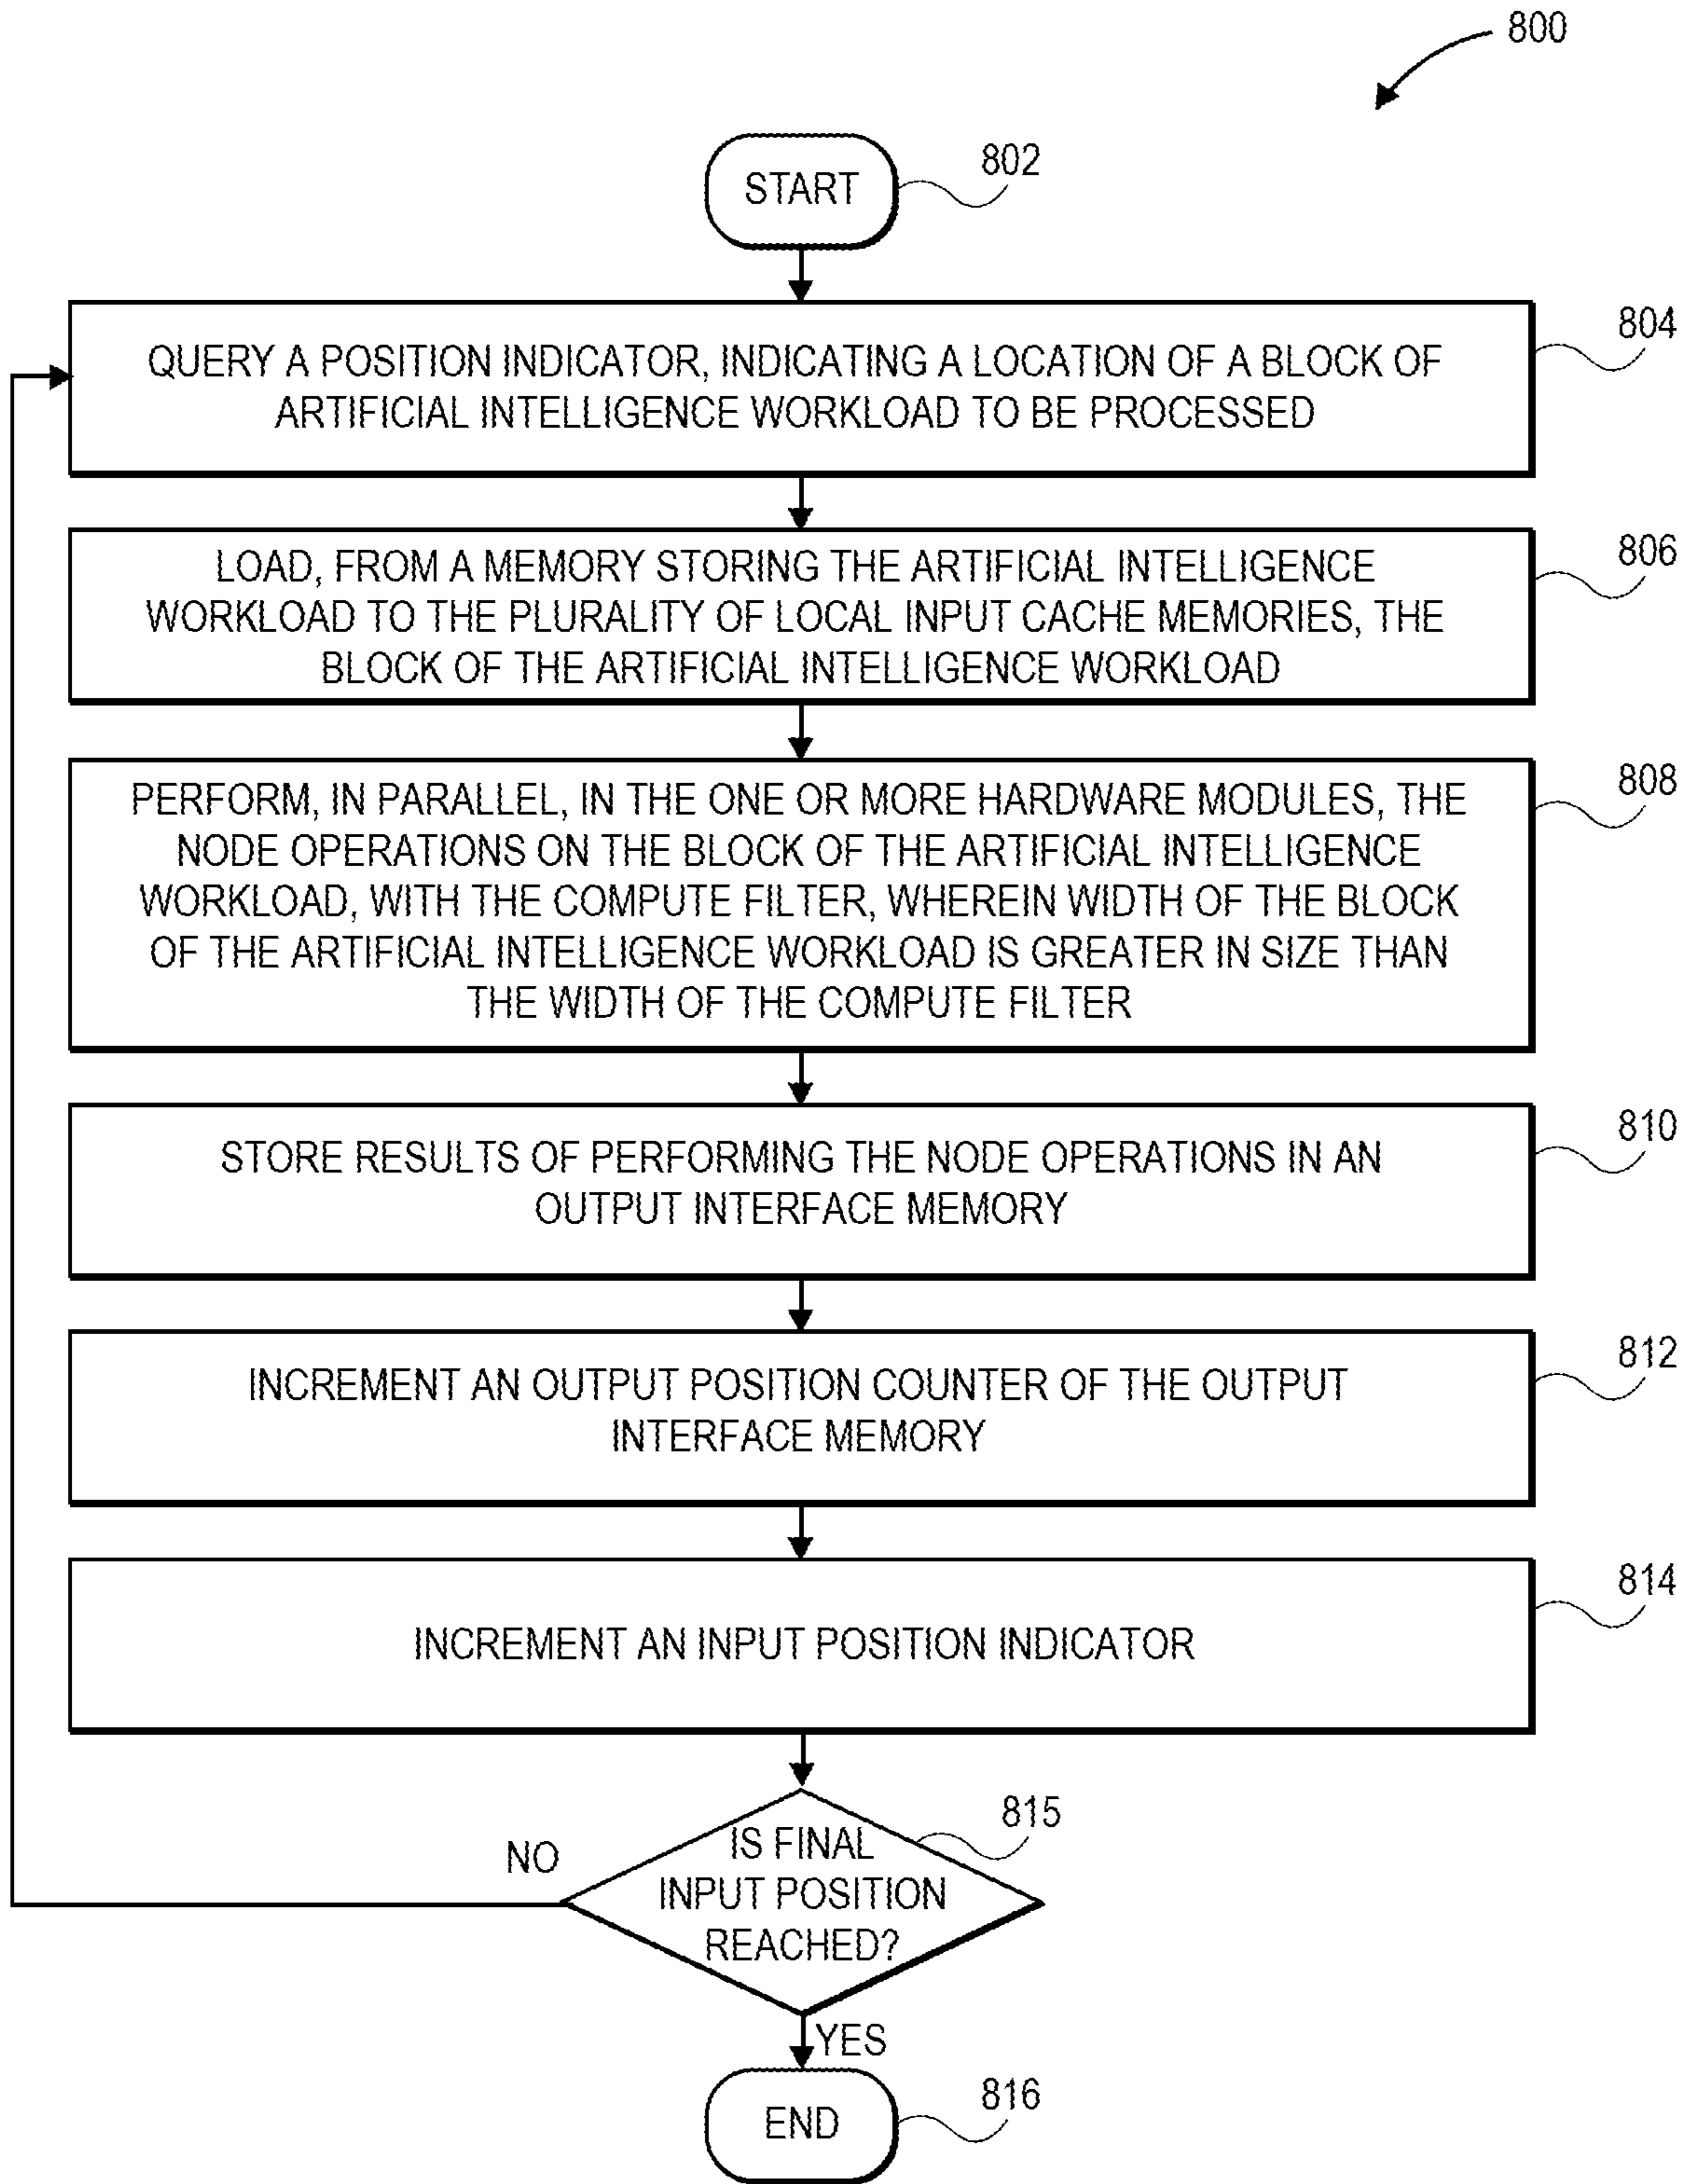 800
START
802
QUERY A POSITION INDICATOR, INDICATING A LOCATION OF A BLOCK OF
ARTIFICIAL INTELLIGENCE WORKLOAD TO BE PROCESSED
804
LOAD, FROM A MEMORY STORING THE ARTIFICIAL INTELLIGENCE
WORKLOAD TO THE PLURALITY OF LOCAL INPUT CACHE MEMORIES, THE
BLOCK OF THE ARTIFICIAL INTELLIGENCE WORKLOAD
806
PERFORM, IN PARALLEL, IN THE ONE OR MORE HARDWARE MODULES, THE
NODE OPERATIONS ON THE BLOCK OF THE ARTIFICIAL INTELLIGENCE
WORKLOAD, WITH THE COMPUTE FILTER, WHEREIN WIDTH OF THE BLOCK
OF THE ARTIFICIAL INTELLIGENCE WORKLOAD IS GREATER IN SIZE THAN
THE WIDTH OF THE COMPUTE FILTER
808
STORE RESULTS OF PERFORMING THE NODE OPERATIONS IN AN
OUTPUT INTERFACE MEMORY
810
INCREMENT AN OUTPUT POSITION COUNTER OF THE OUTPUT
INTERFACE MEMORY
812
INCREMENT AN INPUT POSITION INDICATOR
814
IS FINAL
INPUT POSITION
REACHED?
815
NO
YES
END
816